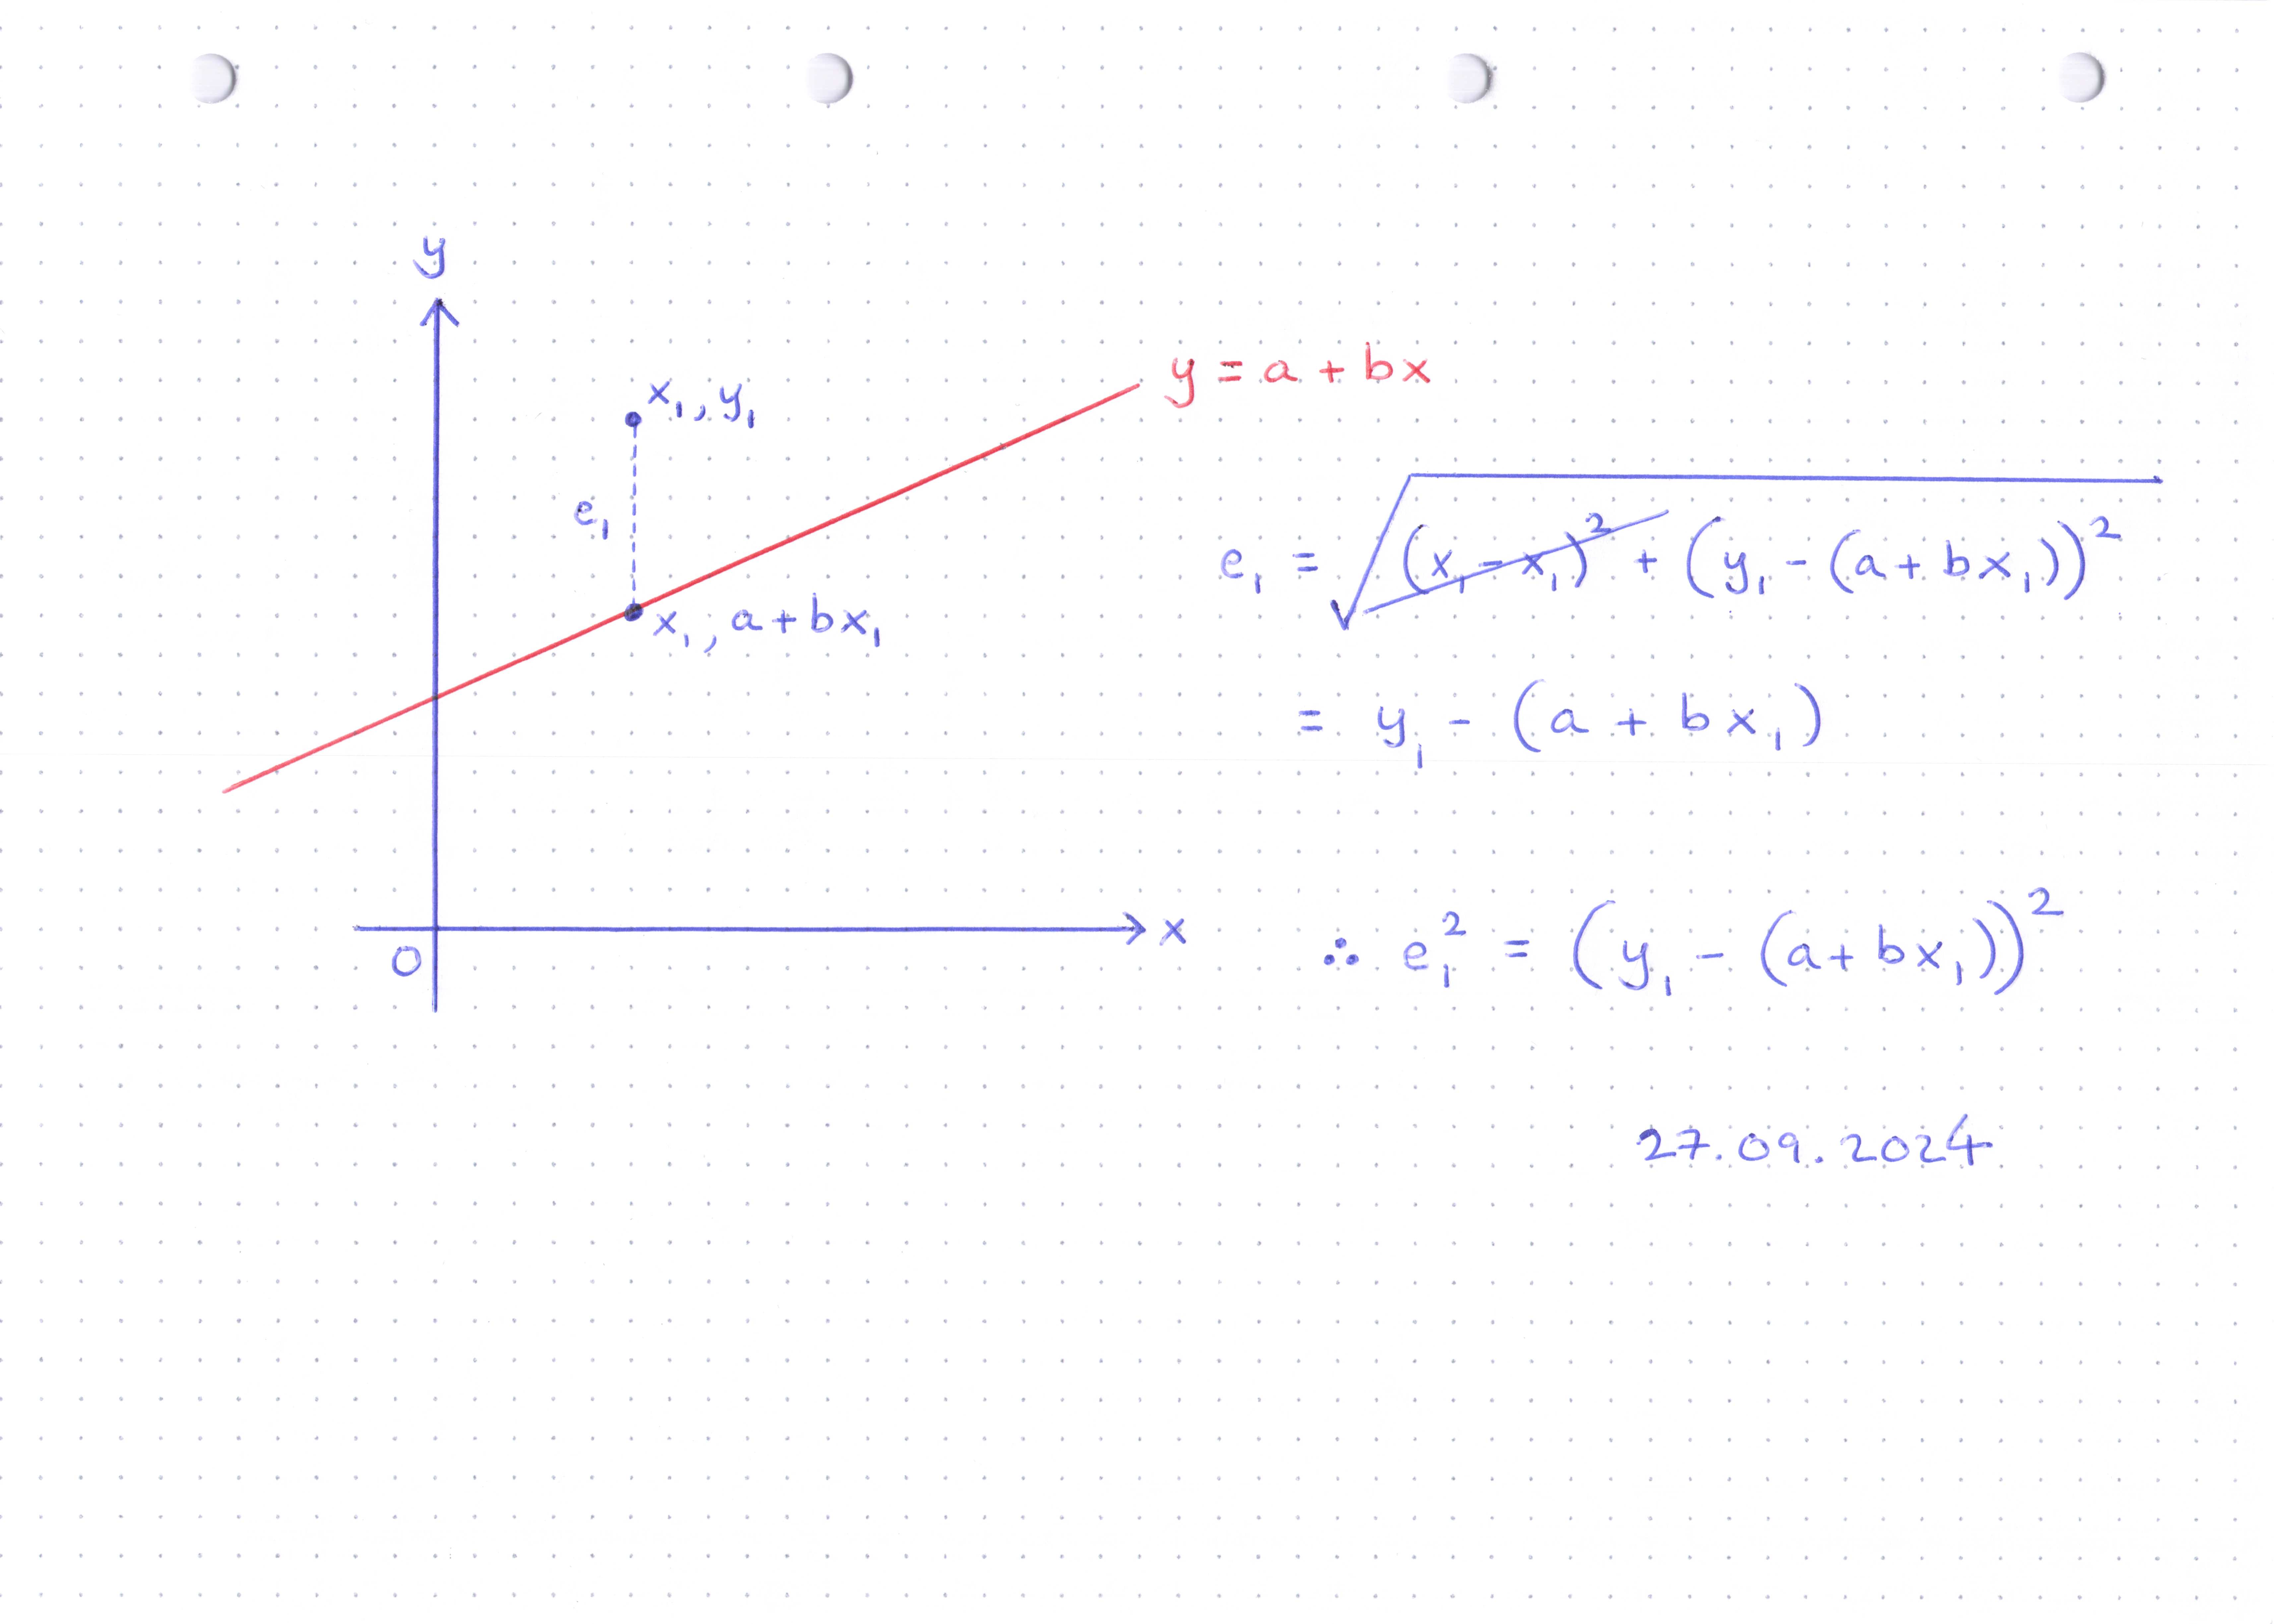 y
y = a + bx
x₁, y₁
e₁
e₁ = √((x₁ - x₁)² + (y₁ - (a + bx₁))²)
x₁, a + bx₁
= y₁ - (a + bx₁)
x
0
∴ e₁² = (y₁ - (a + bx₁))²
27.09.2024